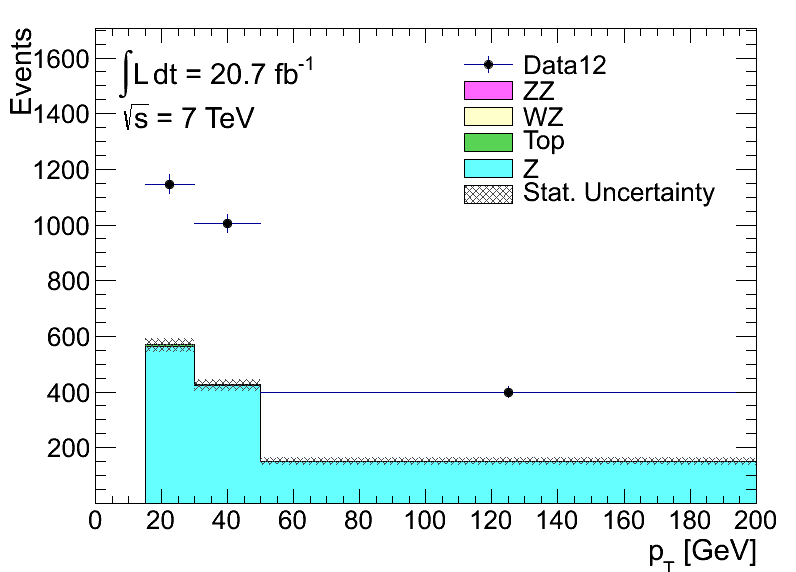 Events
1600
1400
1200
1000
800
600
400
200
∫L dt = 20.7 fb⁻¹
√s = 7 TeV
Data12
ZZ
WZ
Top
Z
Stat. Uncertainty
0 20 40 60 80 100 120 140 160 180 200
p_T [GeV]